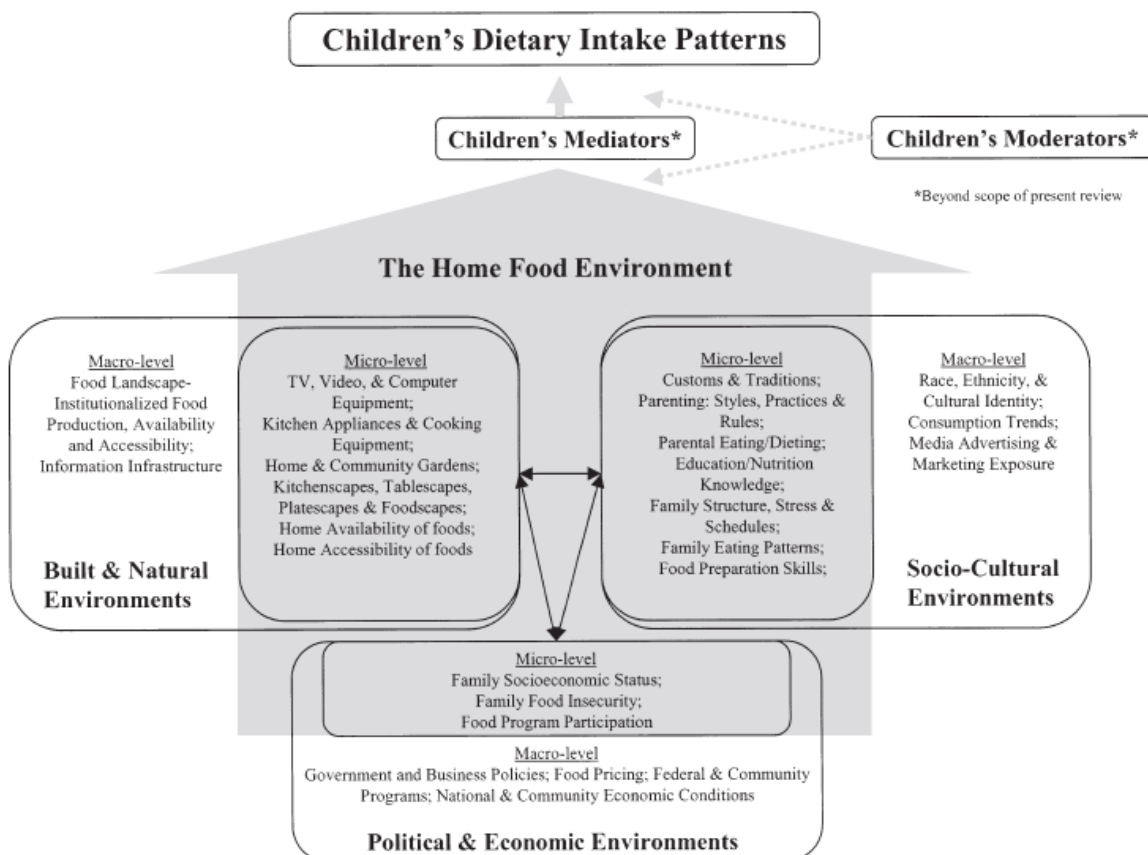 Children's Dietary Intake Patterns
Children's Mediators*
Children's Moderators*
*Beyond scope of present review
The Home Food Environment
Macro-level
Food Landscape-
Institutionalized Food
Production, Availability
and Accessibility;
Information Infrastructure
Built & Natural
Environments
Micro-level
TV, Video, & Computer
Equipment;
Kitchen Appliances & Cooking
Equipment;
Home & Community Gardens;
Kitchenscapes, Tablescapes,
Platescapes & Foodscapes;
Home Availability of foods;
Home Accessibility of foods
Micro-level
Customs & Traditions;
Parenting: Styles, Practices &
Rules;
Parental Eating/Dieting;
Education/Nutrition
Knowledge;
Family Structure, Stress &
Schedules;
Family Eating Patterns;
Food Preparation Skills;
Macro-level
Race, Ethnicity, &
Cultural Identity;
Consumption Trends;
Media Advertising &
Marketing Exposure
Socio-Cultural
Environments
Micro-level
Family Socioeconomic Status;
Family Food Insecurity;
Food Program Participation
Macro-level
Government and Business Policies; Food Pricing; Federal & Community
Programs; National & Community Economic Conditions
Political & Economic Environments